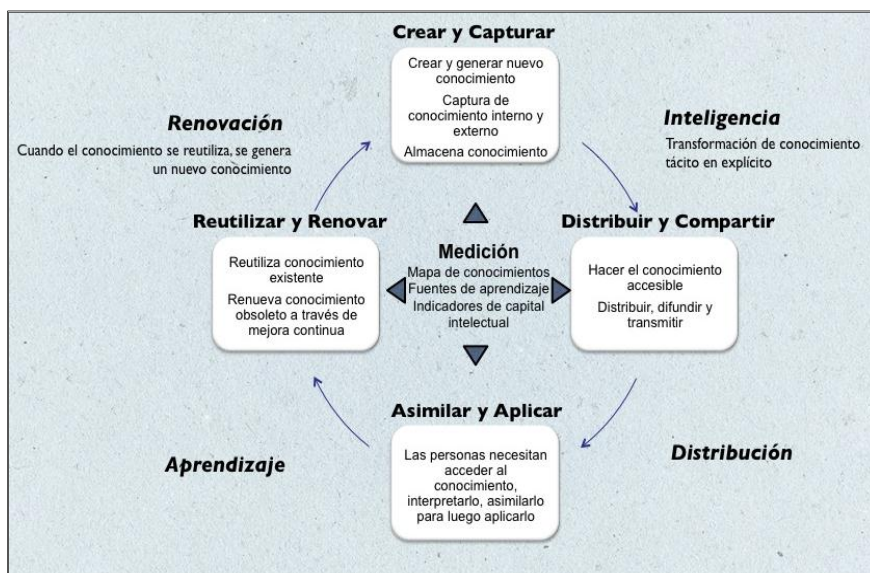 Crear y Capturar
Crear y generar nuevo
conocimiento
Captura de
conocimiento interno y
externo
Almacena conocimiento
Renovación
Cuando el conocimiento se reutiliza, se genera
un nuevo conocimiento
Inteligencia
Transformación de conocimiento
tácito en explícito
Reutilizar y Renovar
Reutiliza conocimiento
existente
Renueva conocimiento
obsoleto a través de
mejora continua
Medición
Mapa de conocimientos
Fuentes de aprendizaje
Indicadores de capital
intelectual
Distribuir y Compartir
Hacer el conocimiento
accesible
Distribuir, difundir y
transmitir
Asimilar y Aplicar
Las personas necesitan
acceder al
conocimiento,
interpretarlo, asimilarlo
para luego aplicarlo
Aprendizaje
Distribución